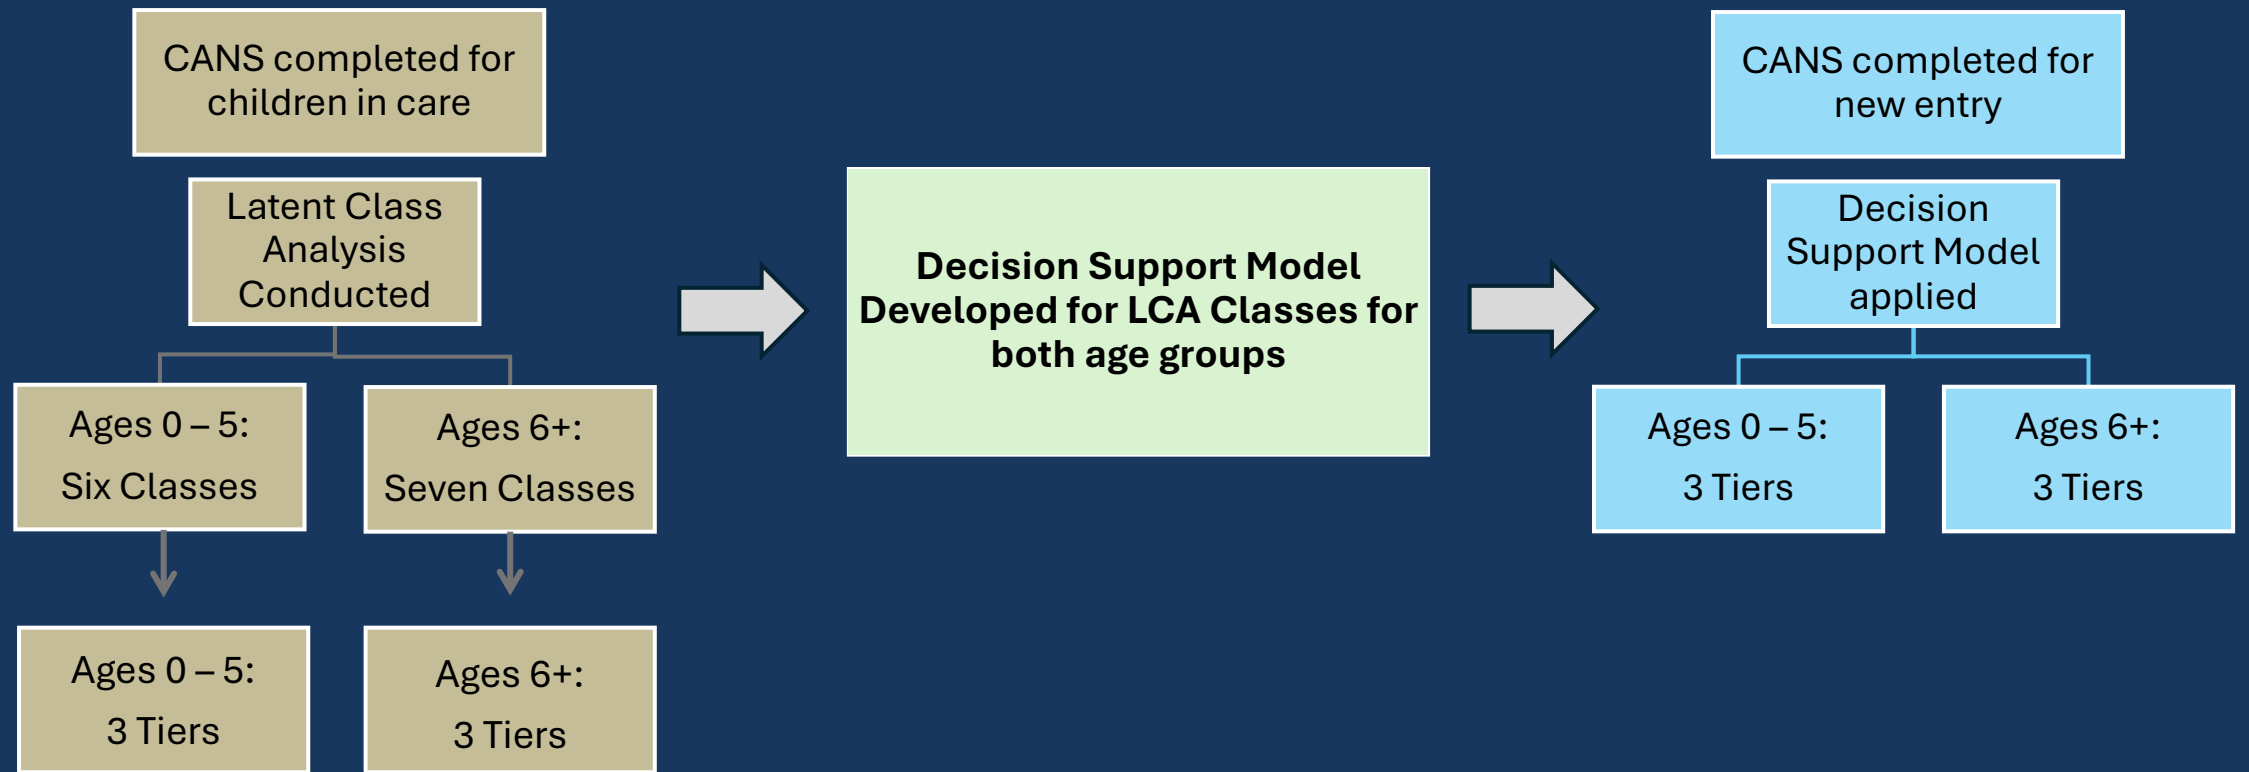 CANS completed for
children in care
Latent Class
Analysis
Conducted
Ages 0 – 5:
Six Classes
Ages 6+:
Seven Classes
Ages 0 – 5:
3 Tiers
Ages 6+:
3 Tiers
Decision Support Model
Developed for LCA Classes for
both age groups
CANS completed for
new entry
Decision
Support Model
applied
Ages 0 – 5:
3 Tiers
Ages 6+:
3 Tiers